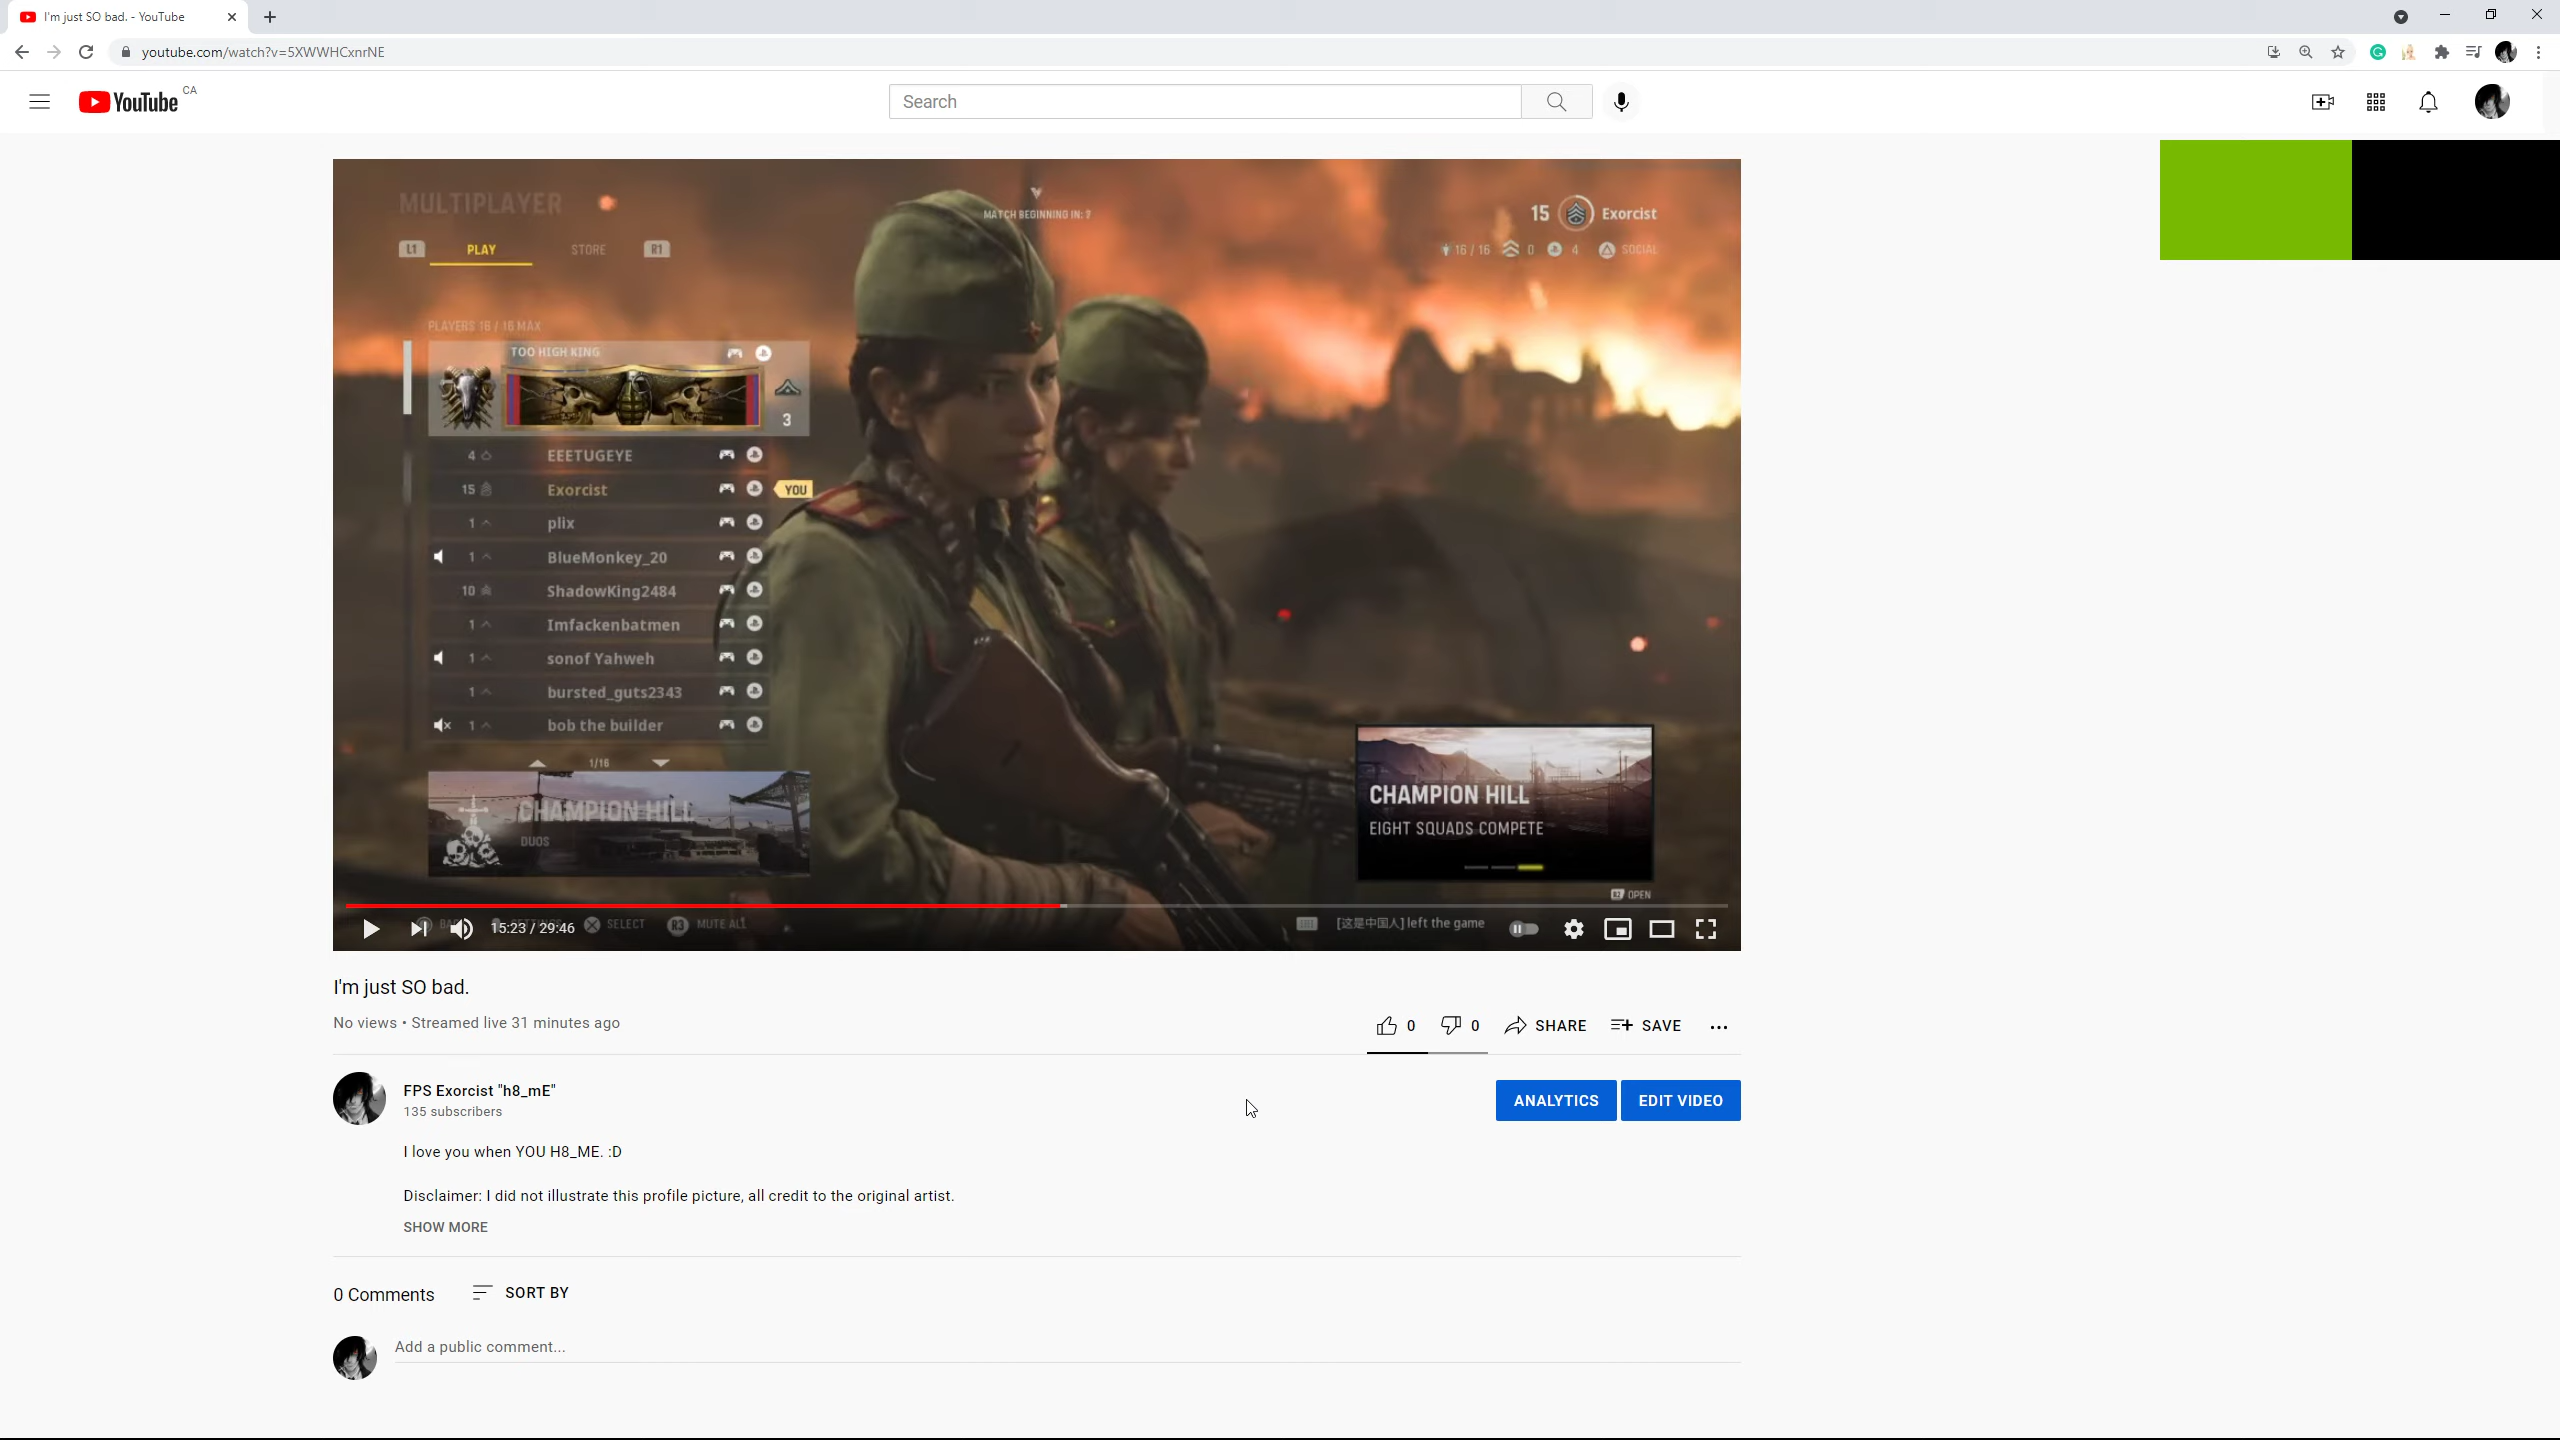 I'm just SO bad. - YouTube
youtube.com/watch?v=5XWWHCxnrNE
YouTube CA
Search
MULTIPLAYER
MATCH BEGINNING IN: ?
15 Exorcist
L1 PLAY STORE R1
16 / 16 0 4 SOCIAL
PLAYERS 16 / 16 MAX
TOO HIGH KING
3
4 EEETUGEYE
15 Exorcist YOU
1 plix
1 BlueMonkey_20
10 ShadowKing2484
1 Imfackenbatmen
1 sonof Yahweh
1 bursted_guts2343
1 bob the builder
1/16
CHAMPION HILL
DUOS
CHAMPION HILL
EIGHT SQUADS COMPETE
R2 OPEN
15:23 / 29:46
SELECT
R3 MUTE ALL
[这是中国人] left the game
I'm just SO bad.
No views • Streamed live 31 minutes ago
0 0 SHARE SAVE
FPS Exorcist "h8_mE"
135 subscribers
ANALYTICS EDIT VIDEO
I love you when YOU H8_ME. :D
Disclaimer: I did not illustrate this profile picture, all credit to the original artist.
SHOW MORE
0 Comments SORT BY
Add a public comment...